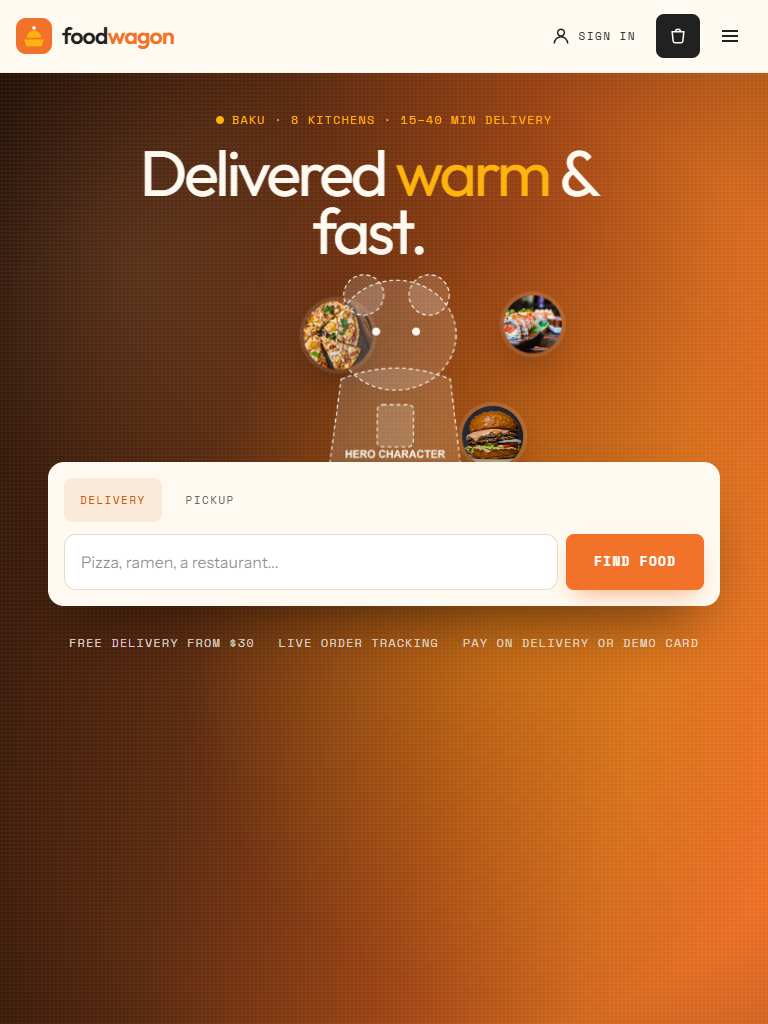 foodwagon
SIGN IN
BAKU · 8 KITCHENS · 15–40 MIN DELIVERY
Delivered warm &
fast.
HERO CHARACTER
DELIVERY
PICKUP
Pizza, ramen, a restaurant...
FIND FOOD
FREE DELIVERY FROM $30
LIVE ORDER TRACKING
PAY ON DELIVERY OR DEMO CARD